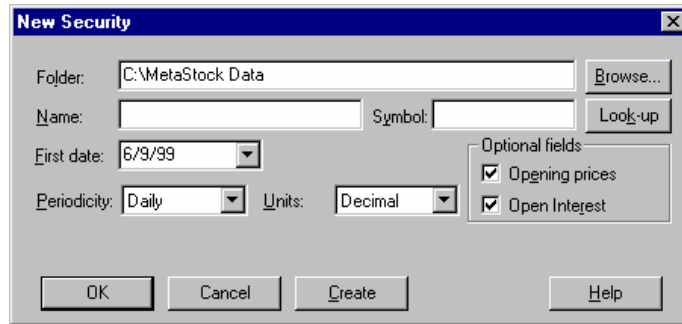 New Security
Folder: C:\MetaStock Data Browse...
Name: Symbol: Look-up
First date: 6/9/99 Optional fields
Opening prices
Periodicity: Daily Units: Decimal Open Interest
OK Cancel Create Help